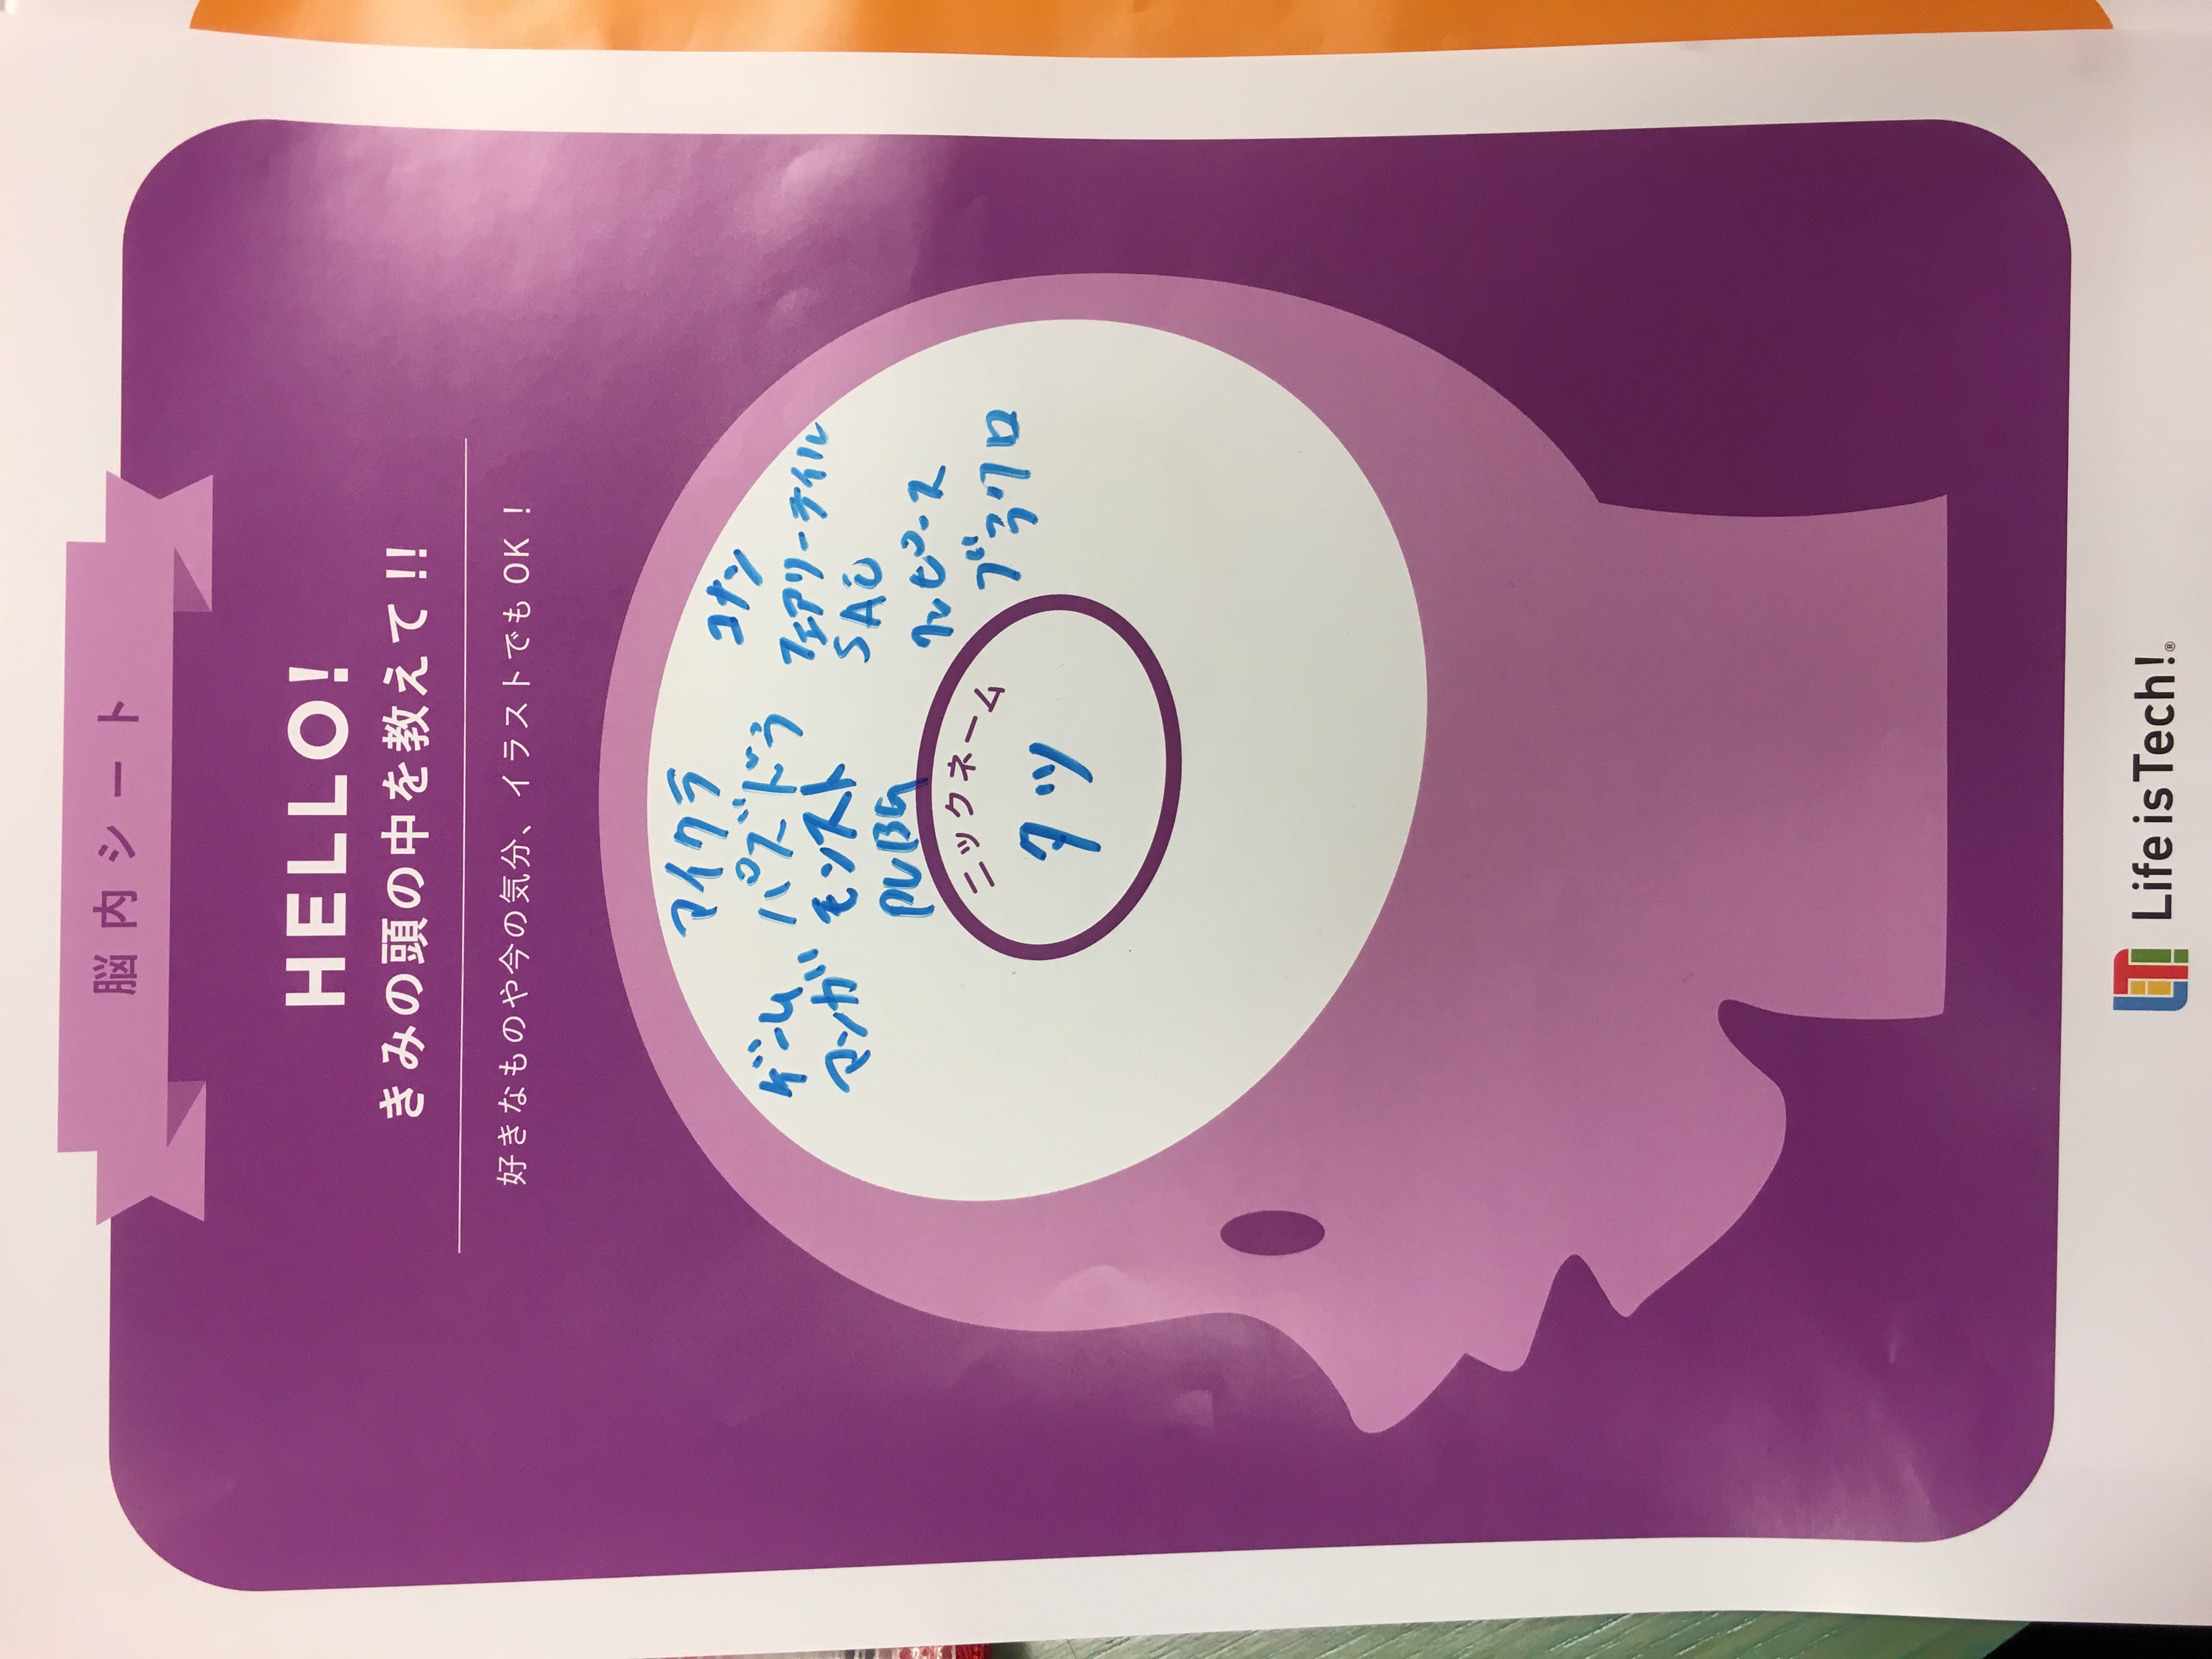 脳内シート
HELLO!
きみの頭の中を教えて!!
好きなものや今の気分、イラストでもOK!
ゲーム
マンガ
マイクラ
パズドラ
モンスト
PUBG
コナン
フェアリーテイル
SAO
ワンピース
ブラクロ
ニックネーム
タツ
Life is Tech!®